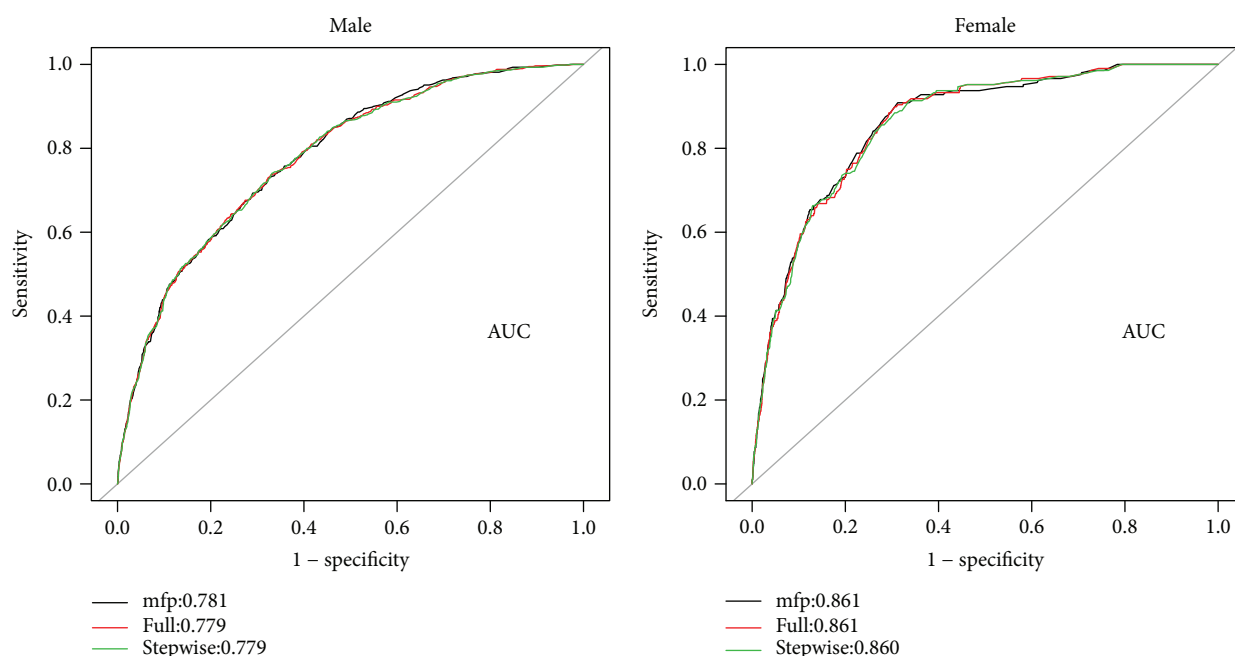 Male
1.0
0.8
0.6
0.4
0.2
0.0
Sensitivity
AUC
0.0 0.2 0.4 0.6 0.8 1.0
1 − specificity
mfp:0.781
Full:0.779
Stepwise:0.779
Female
1.0
0.8
0.6
0.4
0.2
0.0
Sensitivity
AUC
0.0 0.2 0.4 0.6 0.8 1.0
1 − specificity
mfp:0.861
Full:0.861
Stepwise:0.860